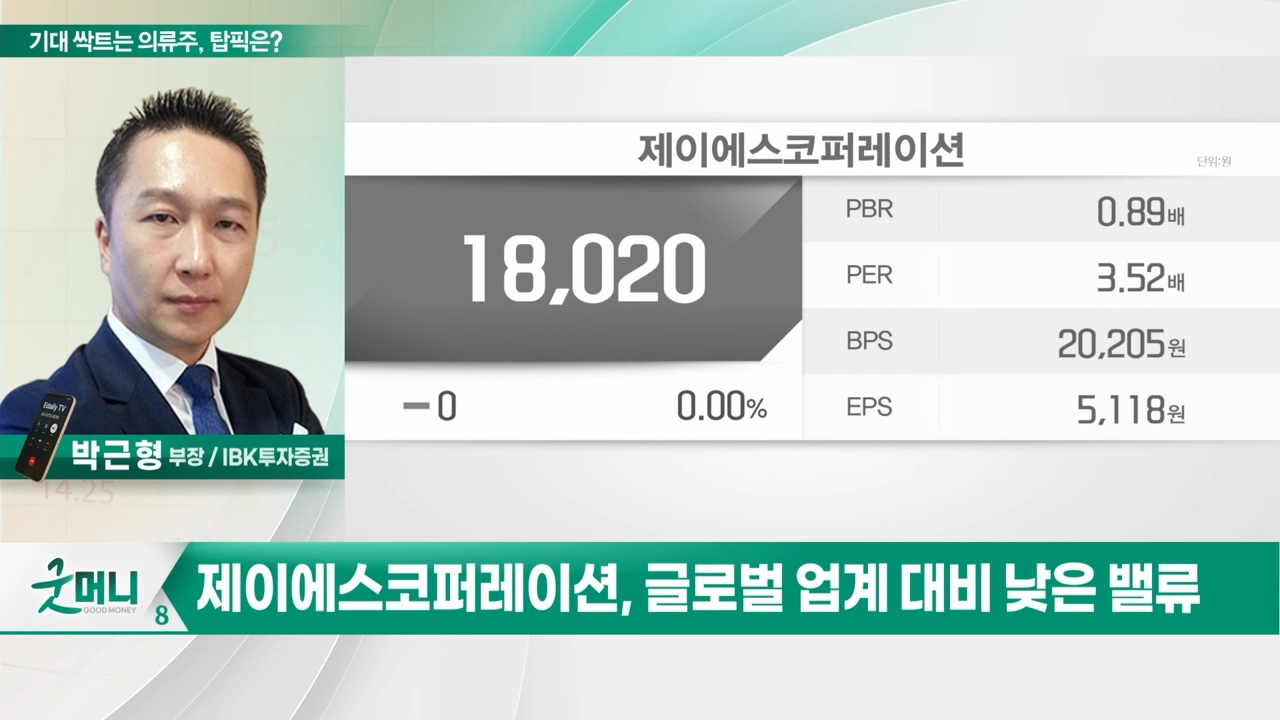 기대 싹트는 의류주, 탑픽은?
제이에스코퍼레이션
단위:원
18,020
0 0.00%
PBR 0.89배
PER 3.52배
BPS 20,205원
EPS 5,118원
Edaily TV
박근형 부장 / IBK투자증권
14.25
굿머니
GOOD MONEY
8
제이에스코퍼레이션, 글로벌 업계 대비 낮은 밸류